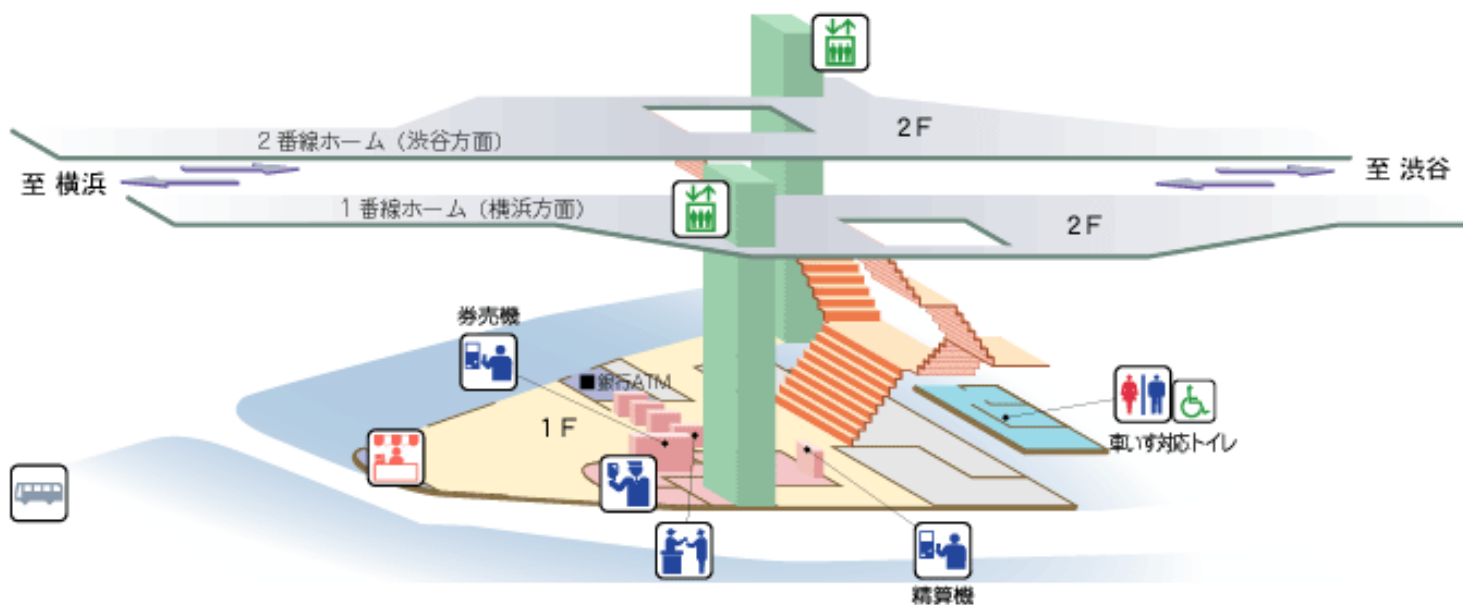 2番線ホーム（渋谷方面）
2F
至 横浜
至 渋谷
1番線ホーム（横浜方面）
2F
券売機
■銀行ATM
1F
車いす対応トイレ
精算機